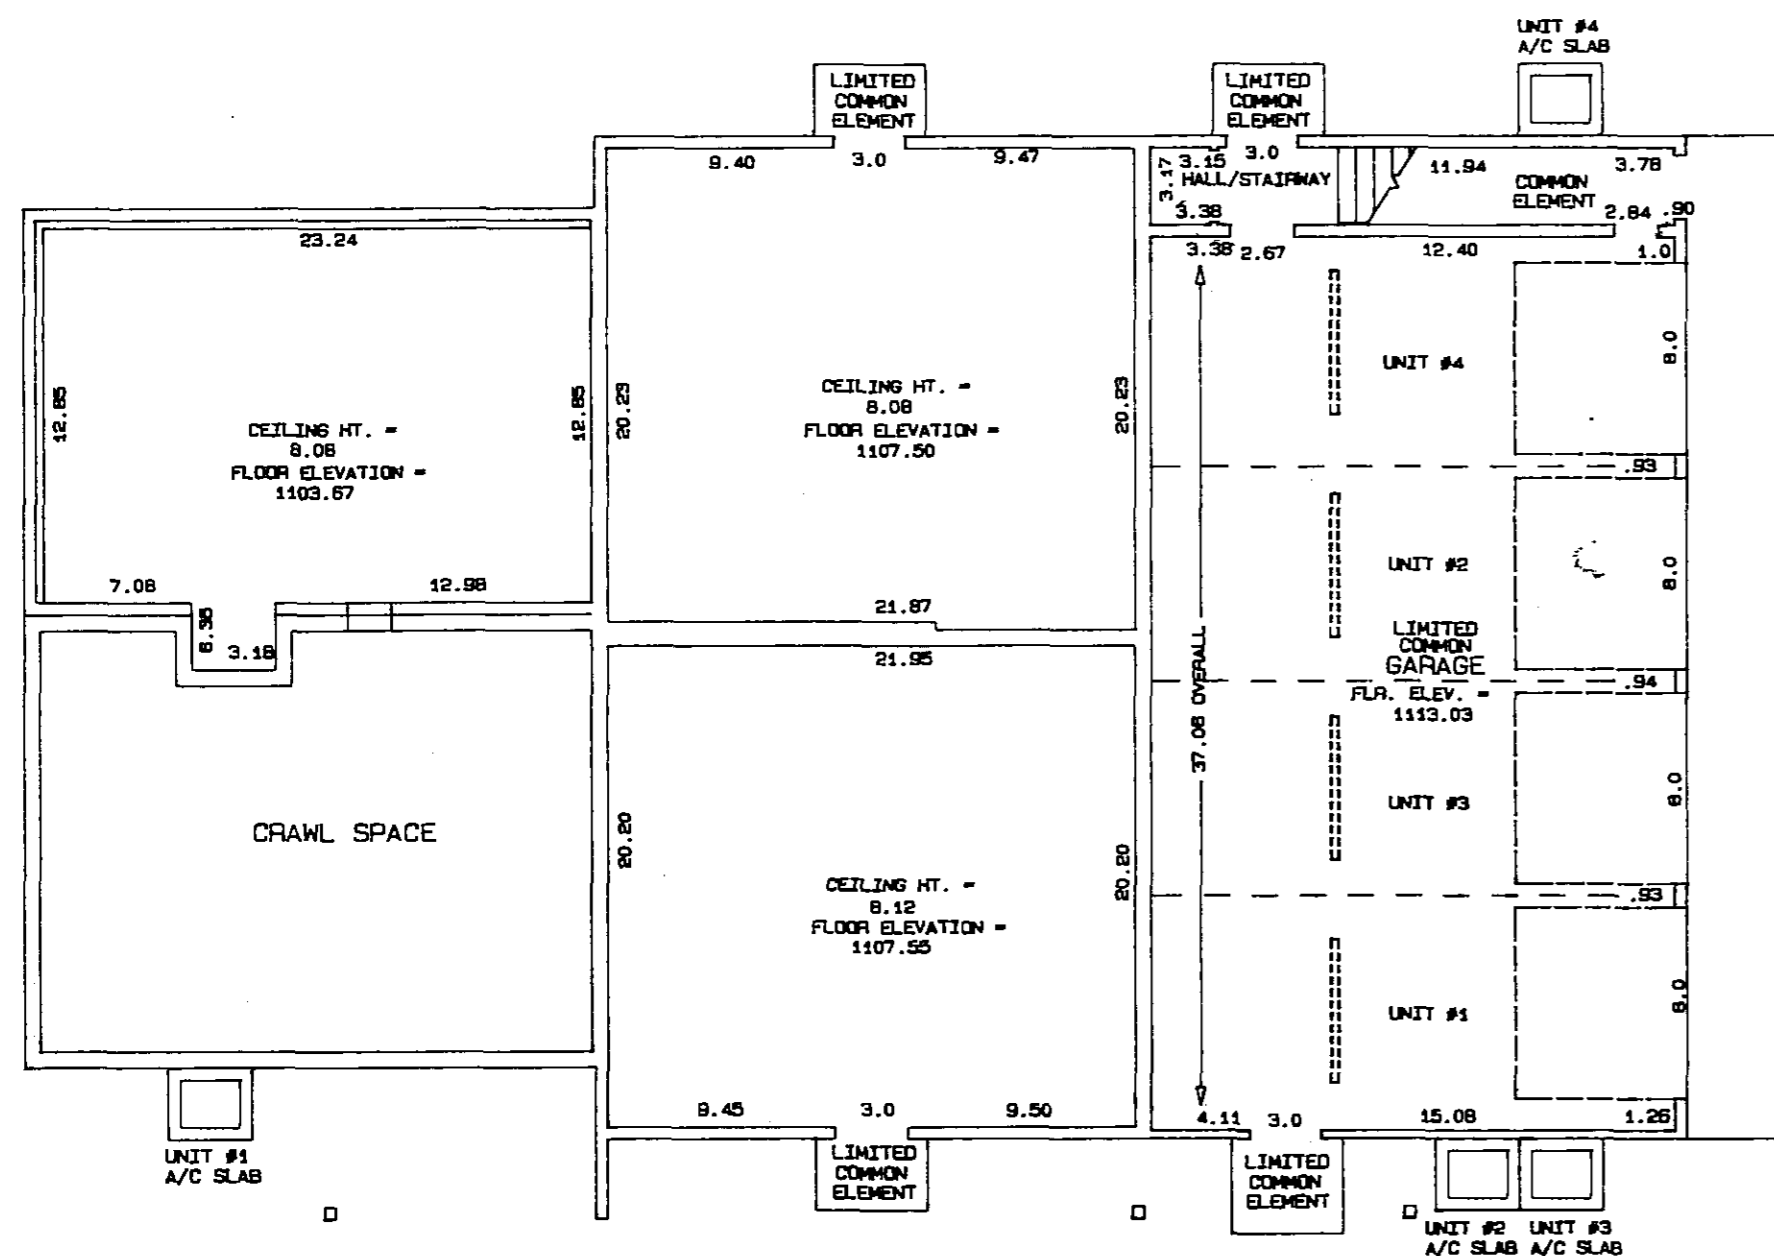 UNIT #4
A/C SLAB
LIMITED
COMMON
ELEMENT
LIMITED
COMMON
ELEMENT
9.40
3.0
9.47
3.17
3.15
3.0
HALL/STAIRWAY
3.38
11.94
3.78
COMMON
ELEMENT
2.84
.90
3.38
2.67
12.40
1.0
23.24
12.85
12.85
CEILING HT. =
8.08
FLOOR ELEVATION =
1103.67
7.08
12.98
6.36
3.18
20.23
20.23
CEILING HT. =
8.08
FLOOR ELEVATION =
1107.50
21.87
21.95
UNIT #4
8.0
.93
UNIT #2
8.0
LIMITED
COMMON
GARAGE
FLR. ELEV. =
1113.03
.94
37.08 OVERALL
UNIT #3
8.0
.93
UNIT #1
8.0
CRAWL SPACE
20.20
20.20
CEILING HT. =
8.12
FLOOR ELEVATION =
1107.55
9.45
3.0
9.50
4.11
3.0
15.08
1.26
UNIT #1
A/C SLAB
LIMITED
COMMON
ELEMENT
LIMITED
COMMON
ELEMENT
UNIT #2
A/C SLAB
UNIT #3
A/C SLAB